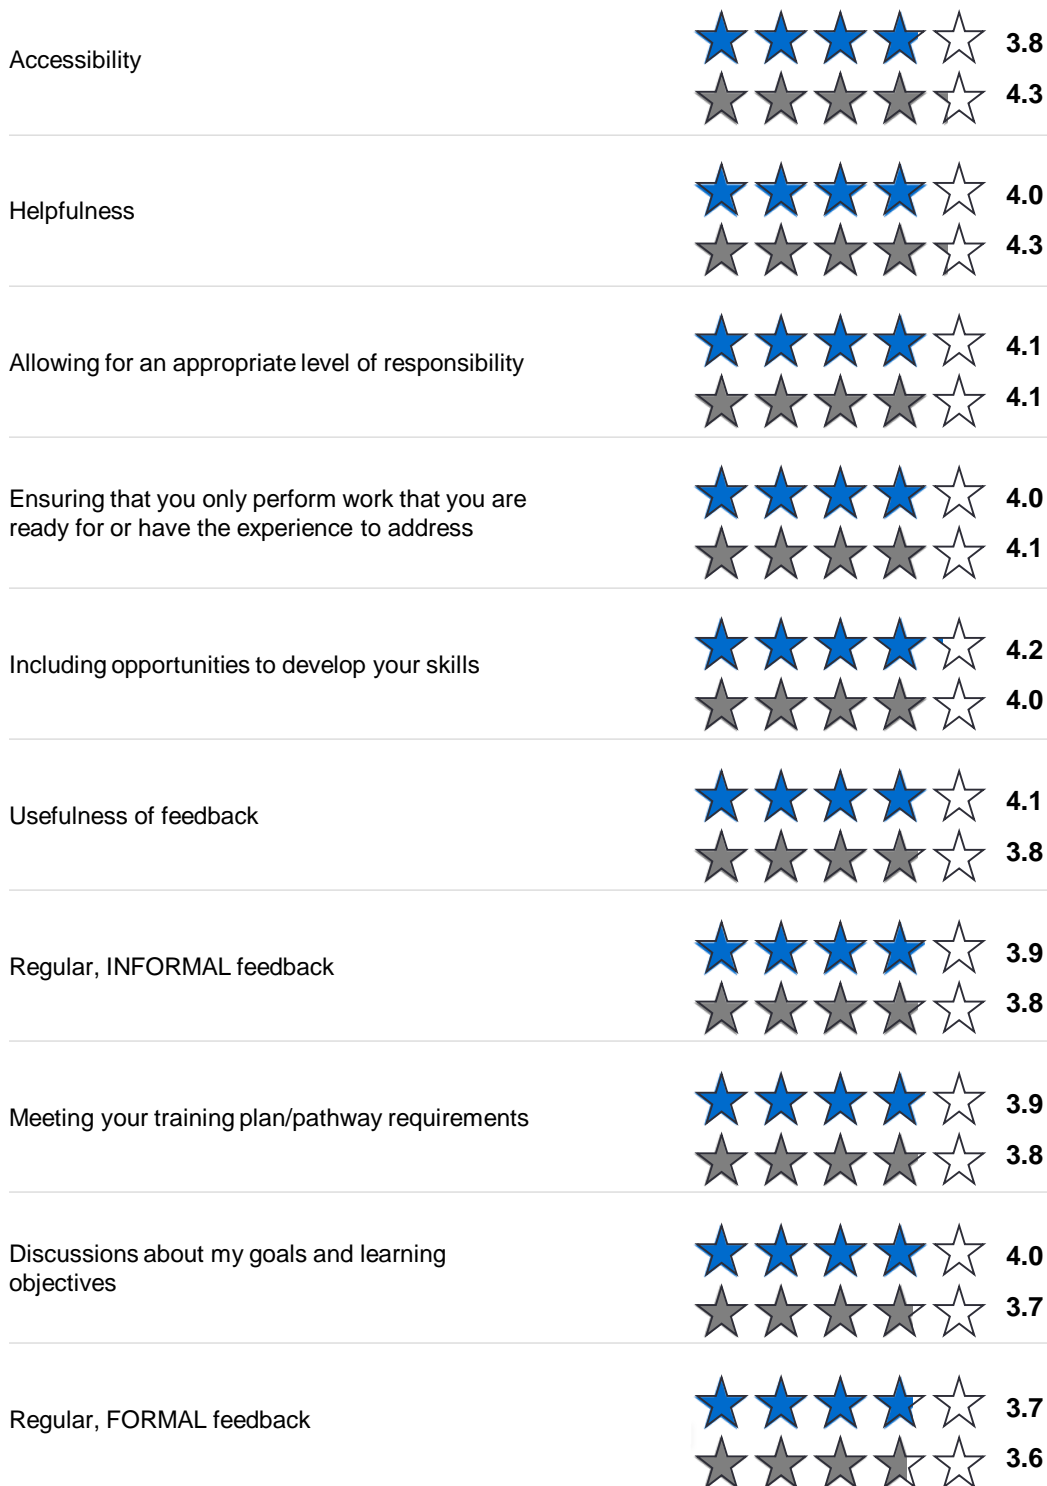 Accessibility
3.8
4.3
Helpfulness
4.0
4.3
Allowing for an appropriate level of responsibility
4.1
4.1
Ensuring that you only perform work that you are
ready for or have the experience to address
4.0
4.1
Including opportunities to develop your skills
4.2
4.0
Usefulness of feedback
4.1
3.8
Regular, INFORMAL feedback
3.9
3.8
Meeting your training plan/pathway requirements
3.9
3.8
Discussions about my goals and learning
objectives
4.0
3.7
Regular, FORMAL feedback
3.7
3.6